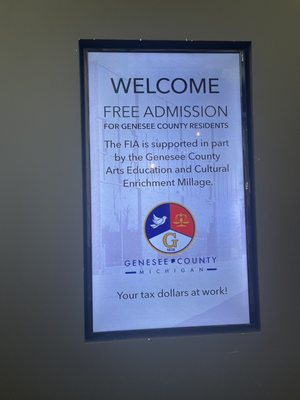 WELCOME
FREE ADMISSION
FOR GENESEE COUNTY RESIDENTS
The FIA is supported in part
by the Genesee County
Arts Education and Cultural
Enrichment Millage.
G
GENESEE COUNTY
MICHIGAN
Your tax dollars at work!